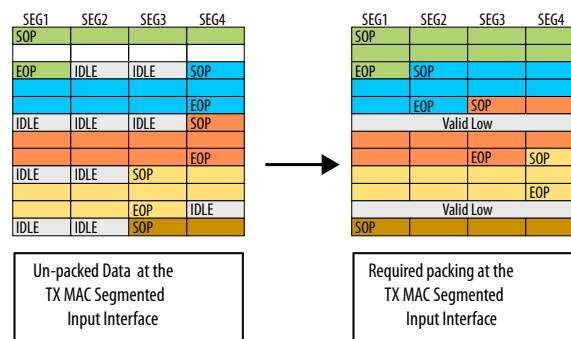 SEG1 SEG2 SEG3 SEG4
SOP
EOP IDLE IDLE SOP
EOP
IDLE IDLE IDLE SOP
EOP
IDLE IDLE SOP
EOP IDLE
IDLE IDLE SOP
Un-packed Data at the
TX MAC Segmented
Input Interface
SEG1 SEG2 SEG3 SEG4
SOP
EOP SOP
EOP SOP
Valid Low
EOP SOP
EOP
Valid Low
SOP
Required packing at the
TX MAC Segmented
Input Interface